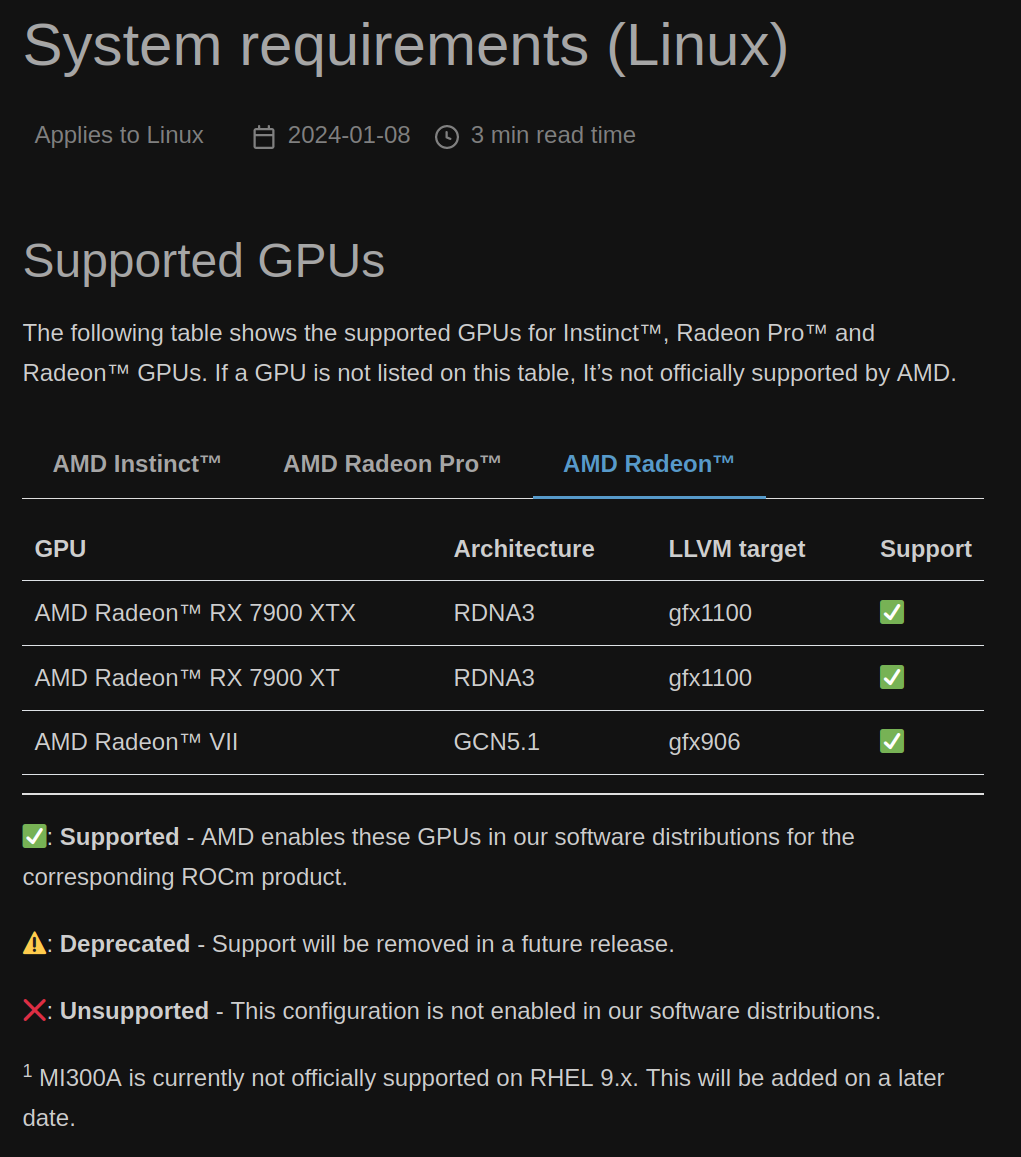 System requirements (Linux)
Applies to Linux 2024-01-08 3 min read time
Supported GPUs
The following table shows the supported GPUs for Instinct™, Radeon Pro™ and
Radeon™ GPUs. If a GPU is not listed on this table, It’s not officially supported by AMD.
AMD Instinct™ AMD Radeon Pro™ AMD Radeon™
GPU Architecture LLVM target Support
AMD Radeon™ RX 7900 XTX RDNA3 gfx1100 ✅
AMD Radeon™ RX 7900 XT RDNA3 gfx1100 ✅
AMD Radeon™ VII GCN5.1 gfx906 ✅
✅: Supported - AMD enables these GPUs in our software distributions for the
corresponding ROCm product.
⚠️: Deprecated - Support will be removed in a future release.
❌: Unsupported - This configuration is not enabled in our software distributions.
¹ MI300A is currently not officially supported on RHEL 9.x. This will be added on a later
date.